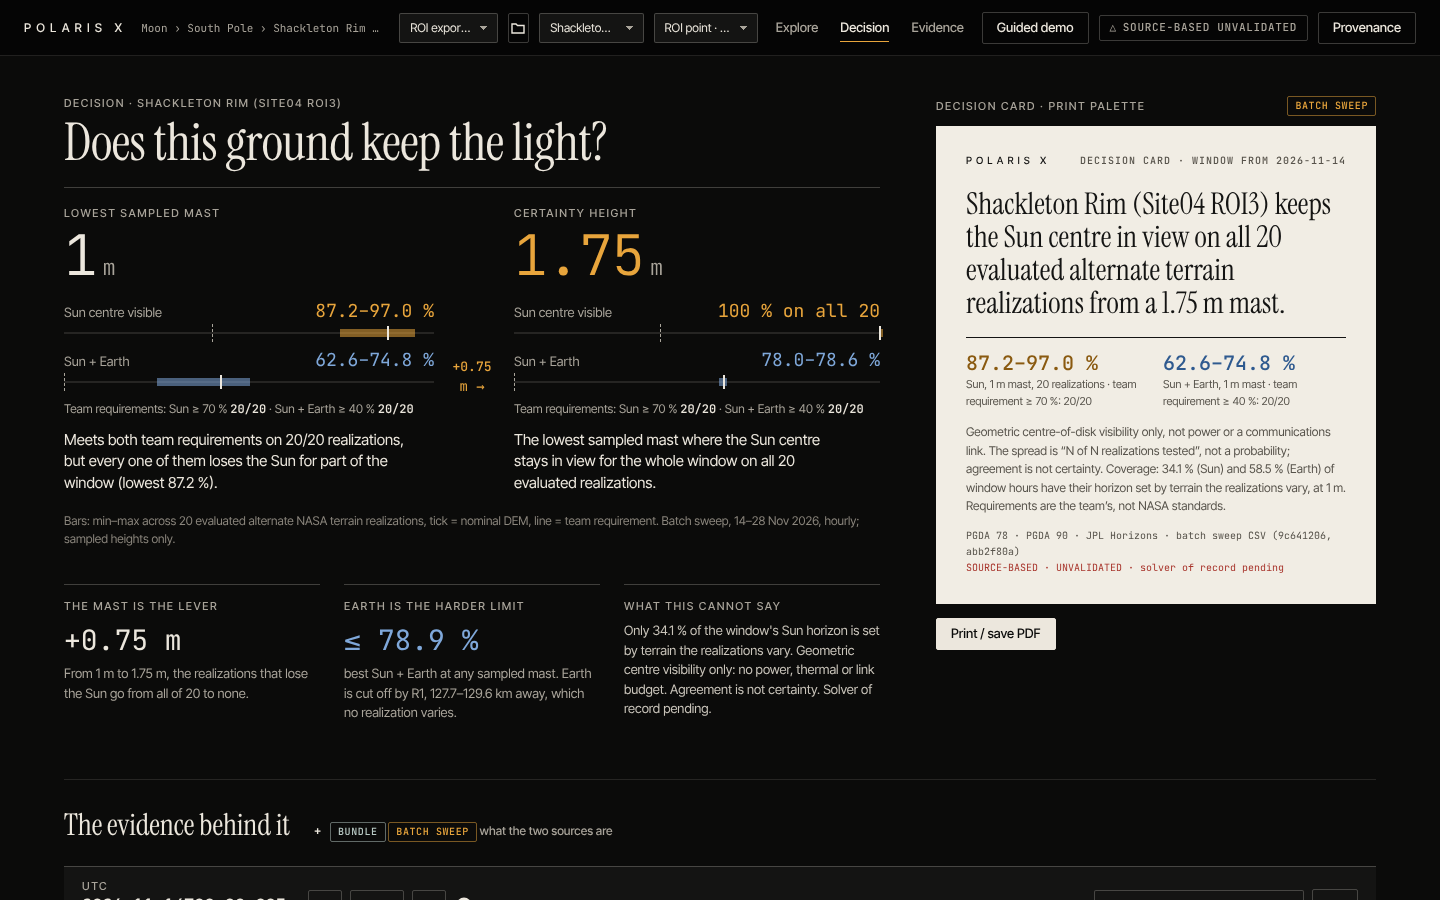 POLARIS X Moon › South Pole › Shackleton Rim … ROI expor… Shackleto… ROI point · … Explore Decision Evidence Guided demo △ SOURCE-BASED UNVALIDATED Provenance
DECISION · SHACKLETON RIM (SITE04 ROI3)
Does this ground keep the light?
LOWEST SAMPLED MAST
1 m
Sun centre visible 87.2–97.0 %
Sun + Earth 62.6–74.8 %
Team requirements: Sun ≥ 70 % 20/20 · Sun + Earth ≥ 40 % 20/20
Meets both team requirements on 20/20 realizations,
but every one of them loses the Sun for part of the
window (lowest 87.2 %).
+0.75
m →
CERTAINTY HEIGHT
1.75 m
Sun centre visible 100 % on all 20
Sun + Earth 78.0–78.6 %
Team requirements: Sun ≥ 70 % 20/20 · Sun + Earth ≥ 40 % 20/20
The lowest sampled mast where the Sun centre
stays in view for the whole window on all 20
evaluated realizations.
Bars: min–max across 20 evaluated alternate NASA terrain realizations, tick = nominal DEM, line = team requirement. Batch sweep, 14–28 Nov 2026, hourly;
sampled heights only.
THE MAST IS THE LEVER
+0.75 m
From 1 m to 1.75 m, the realizations that lose
the Sun go from all of 20 to none.
EARTH IS THE HARDER LIMIT
≤ 78.9 %
best Sun + Earth at any sampled mast. Earth
is cut off by R1, 127.7–129.6 km away, which
no realization varies.
WHAT THIS CANNOT SAY
Only 34.1 % of the window's Sun horizon is set
by terrain the realizations vary. Geometric
centre visibility only: no power, thermal or link
budget. Agreement is not certainty. Solver of
record pending.
DECISION CARD · PRINT PALETTE BATCH SWEEP
POLARIS X DECISION CARD · WINDOW FROM 2026-11-14
Shackleton Rim (Site04 ROI3) keeps
the Sun centre in view on all 20
evaluated alternate terrain
realizations from a 1.75 m mast.
87.2–97.0 %
Sun, 1 m mast, 20 realizations · team
requirement ≥ 70 %: 20/20
62.6–74.8 %
Sun + Earth, 1 m mast · team
requirement ≥ 40 %: 20/20
Geometric centre-of-disk visibility only, not power or a communications
link. The spread is “N of N realizations tested”, not a probability;
agreement is not certainty. Coverage: 34.1 % (Sun) and 58.5 % (Earth) of
window hours have their horizon set by terrain the realizations vary, at 1 m.
Requirements are the team’s, not NASA standards.
PGDA 78 · PGDA 90 · JPL Horizons · batch sweep CSV (9c641206,
abb2f80a)
SOURCE-BASED · UNVALIDATED · solver of record pending
Print / save PDF
The evidence behind it + BUNDLE BATCH SWEEP what the two sources are
UTC